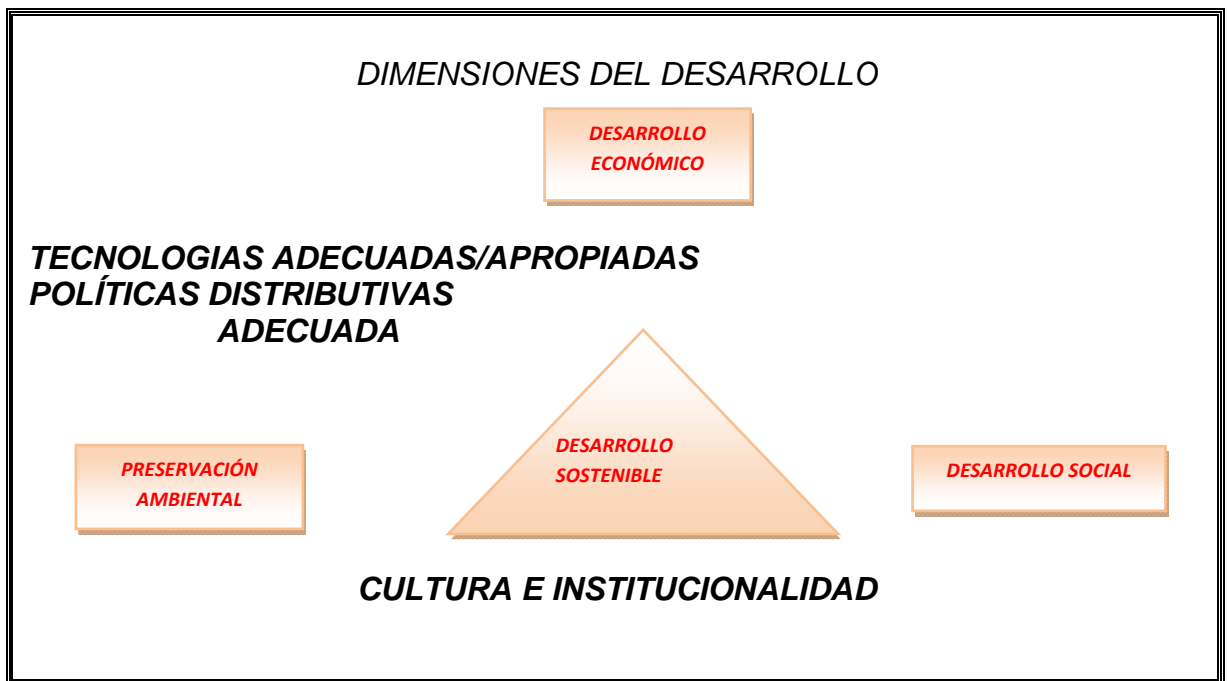 DIMENSIONES DEL DESARROLLO
DESARROLLO
ECONÓMICO
TECNOLOGIAS ADECUADAS/APROPIADAS
POLÍTICAS DISTRIBUTIVAS
ADECUADA
DESARROLLO
SOSTENIBLE
PRESERVACIÓN
AMBIENTAL
DESARROLLO SOCIAL
CULTURA E INSTITUCIONALIDAD